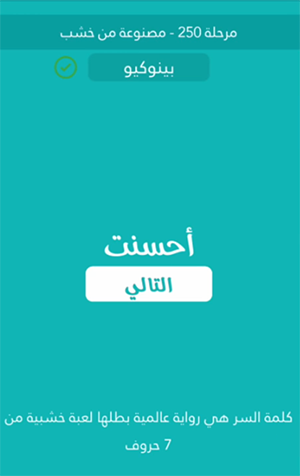 مرحلة 250 - مصنوعة من خشب
بينوكيو
أحسنت
التالي
كلمة السر هي رواية عالمية بطلها لعبة خشبية من
7 حروف